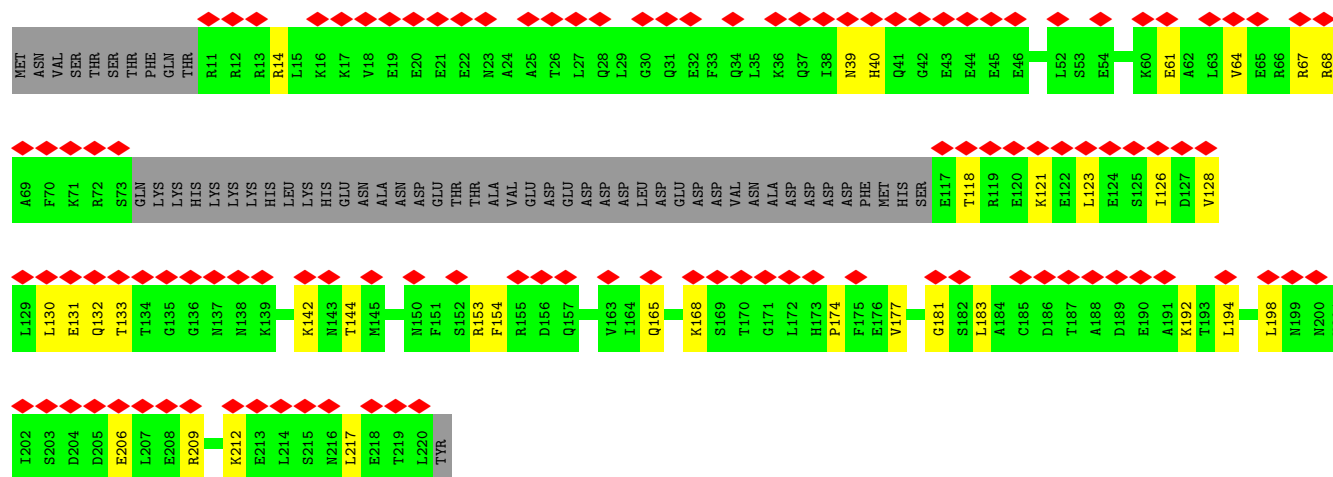 MET ASN VAL SER THR SER THR PHE GLN THR R11 R12 R13 R14 L15 K16 K17 V18 E19 E20 E21 E22 N23 A24 A25 T26 L27 Q28 L29 G30 Q31 E32 F33 Q34 L35 K36 Q37 I38 N39 H40 Q41 G42 E43 E44 E45 E46 L52 S53 E54 K60 E61 A62 L63 V64 E65 R66 R67 R68
A69 F70 K71 R72 S73 GLN LYS LYS HIS LYS LYS LYS HIS LEU LYS HIS GLU ASN ALA ASN ASP GLU THR THR ALA VAL GLU ASP GLU ASP ASP ASP LEU ASP GLU ASP ASP VAL ASN ALA ASP ASP ASP ASP PHE MET HIS SER E117 T118 R119 E120 K121 E122 L123 E124 S125 I126 D127 V128
L129 L130 E131 Q132 T133 T134 G135 G136 N137 N138 K139 K142 N143 T144 M145 N150 F151 S152 R153 F154 R155 D156 Q157 V163 I164 Q165 K168 S169 T170 G171 L172 H173 P174 F175 E176 V177 G181 S182 L183 A184 C185 D186 T187 A188 D189 E190 A191 K192 T193 L194 L198 N199 N200
I202 S203 D204 D205 E206 L207 E208 R209 K212 E213 L214 S215 N216 L217 E218 T219 L220 TYR